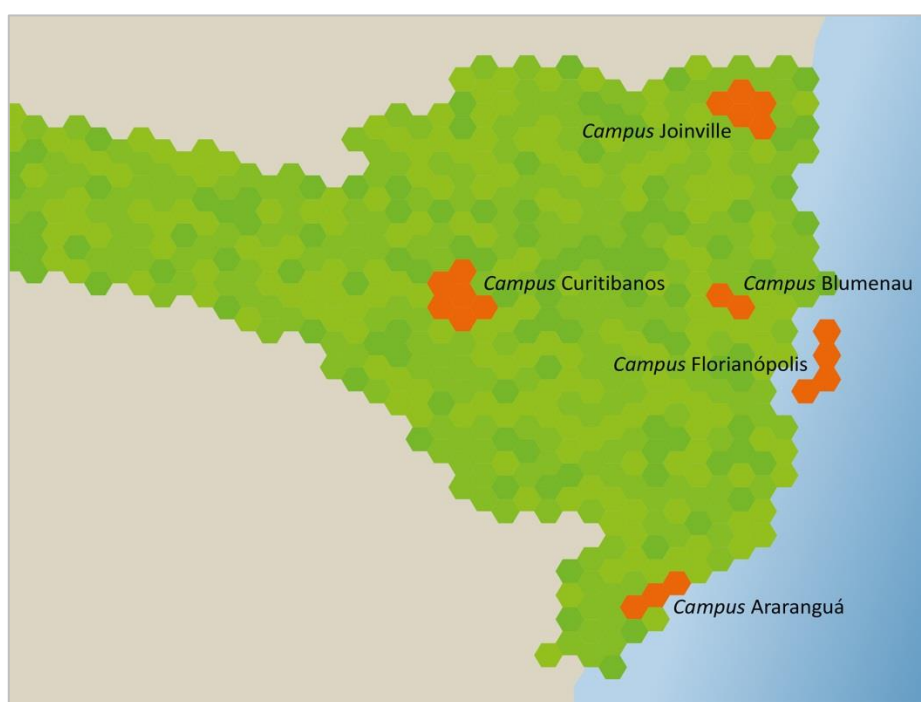 Campus Joinville
Campus Curitibanos
Campus Blumenau
Campus Florianópolis
Campus Araranguá